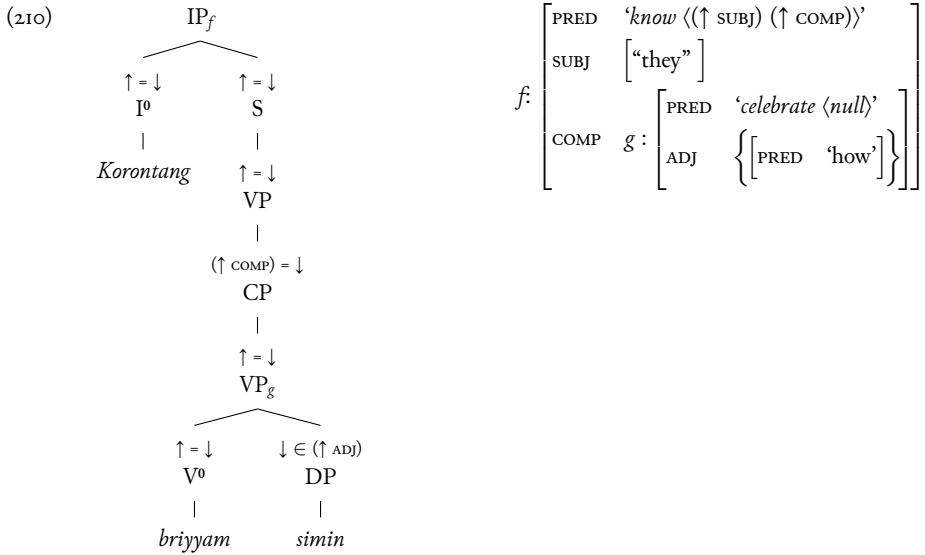 (210)
IP_f
↑ = ↓ ↑ = ↓
I⁰ S
Korontang ↑ = ↓
VP
(↑ COMP) = ↓
CP
↑ = ↓
VP_g
↑ = ↓ ↓ ∈ (↑ ADJ)
V⁰ DP
briyyam simin
f: [PRED ‘know ⟨(↑ SUBJ) (↑ COMP)⟩’
SUBJ [“they” ]
COMP g : [PRED ‘celebrate ⟨null⟩’
ADJ {[PRED ‘how’]}]]